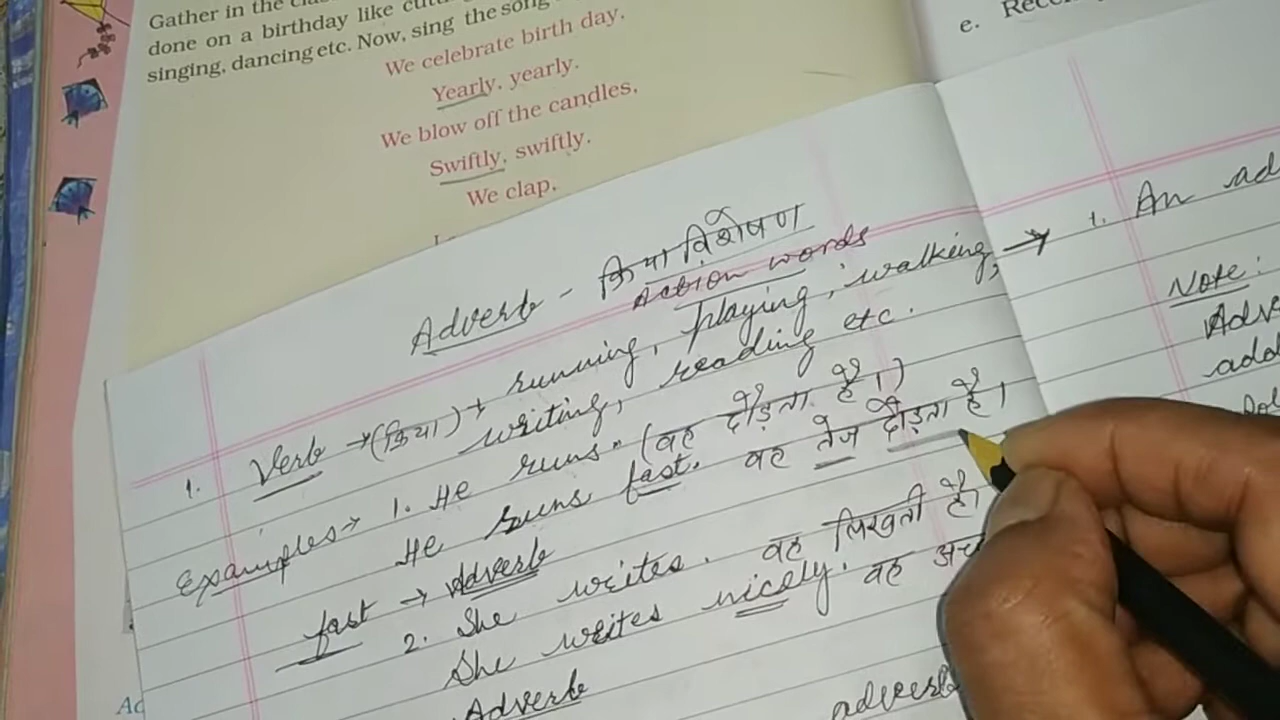 Gather in the
done on a birthday like
singing, dancing etc. Now, sing the song
We celebrate birth day,
Yearly, yearly.
We blow off the candles,
Swiftly, swiftly.
We clap,
e.
Adverb - क्रिया विशेषण
Action words
1. Verb → (क्रिया) → running, playing, walking,
writing, reading etc.
Examples → 1. He runs. (वह दौड़ता है।)
He runs fast. वह तेज दौड़ता है।
fast → Adverb
2. She writes. वह लिखती है।
She writes nicely. वह
Adverb
adverb
→ 1. An
Note: